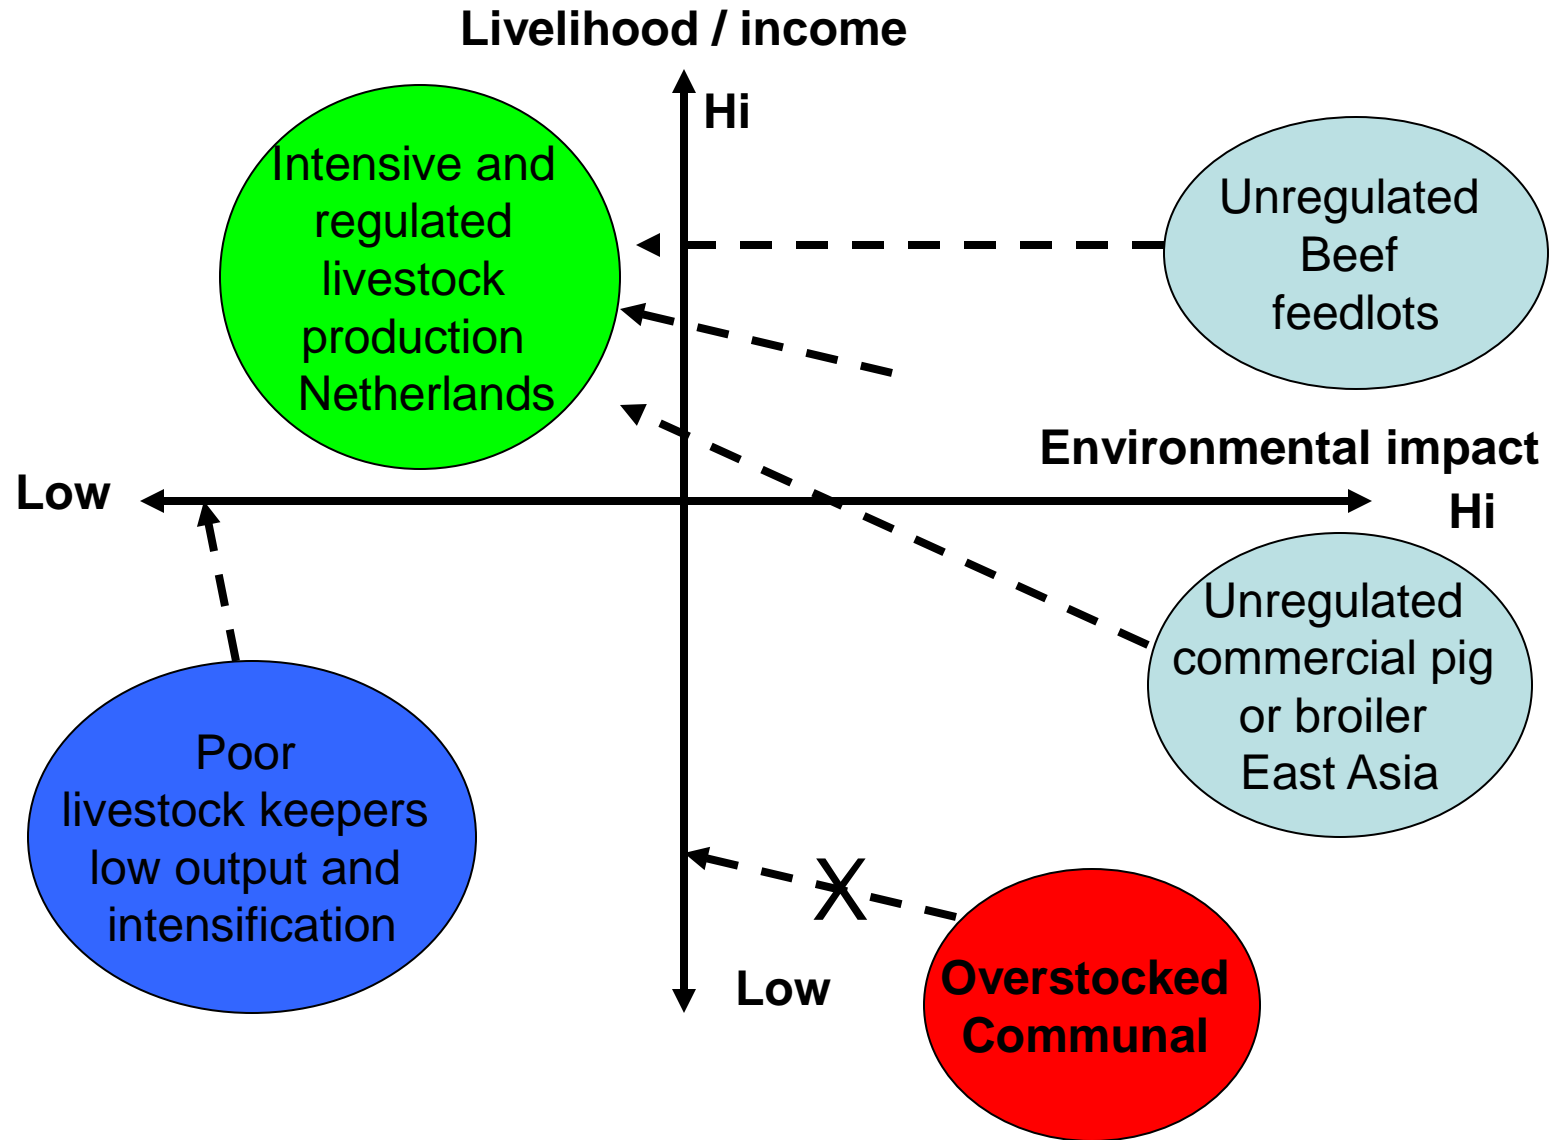 Livelihood / income
Hi
Intensive and
regulated
livestock
production
Netherlands
Unregulated
Beef
feedlots
Environmental impact
Low
Hi
Unregulated
commercial pig
or broiler
East Asia
Poor
livestock keepers
low output and
intensification
X
Low
Overstocked
Communal